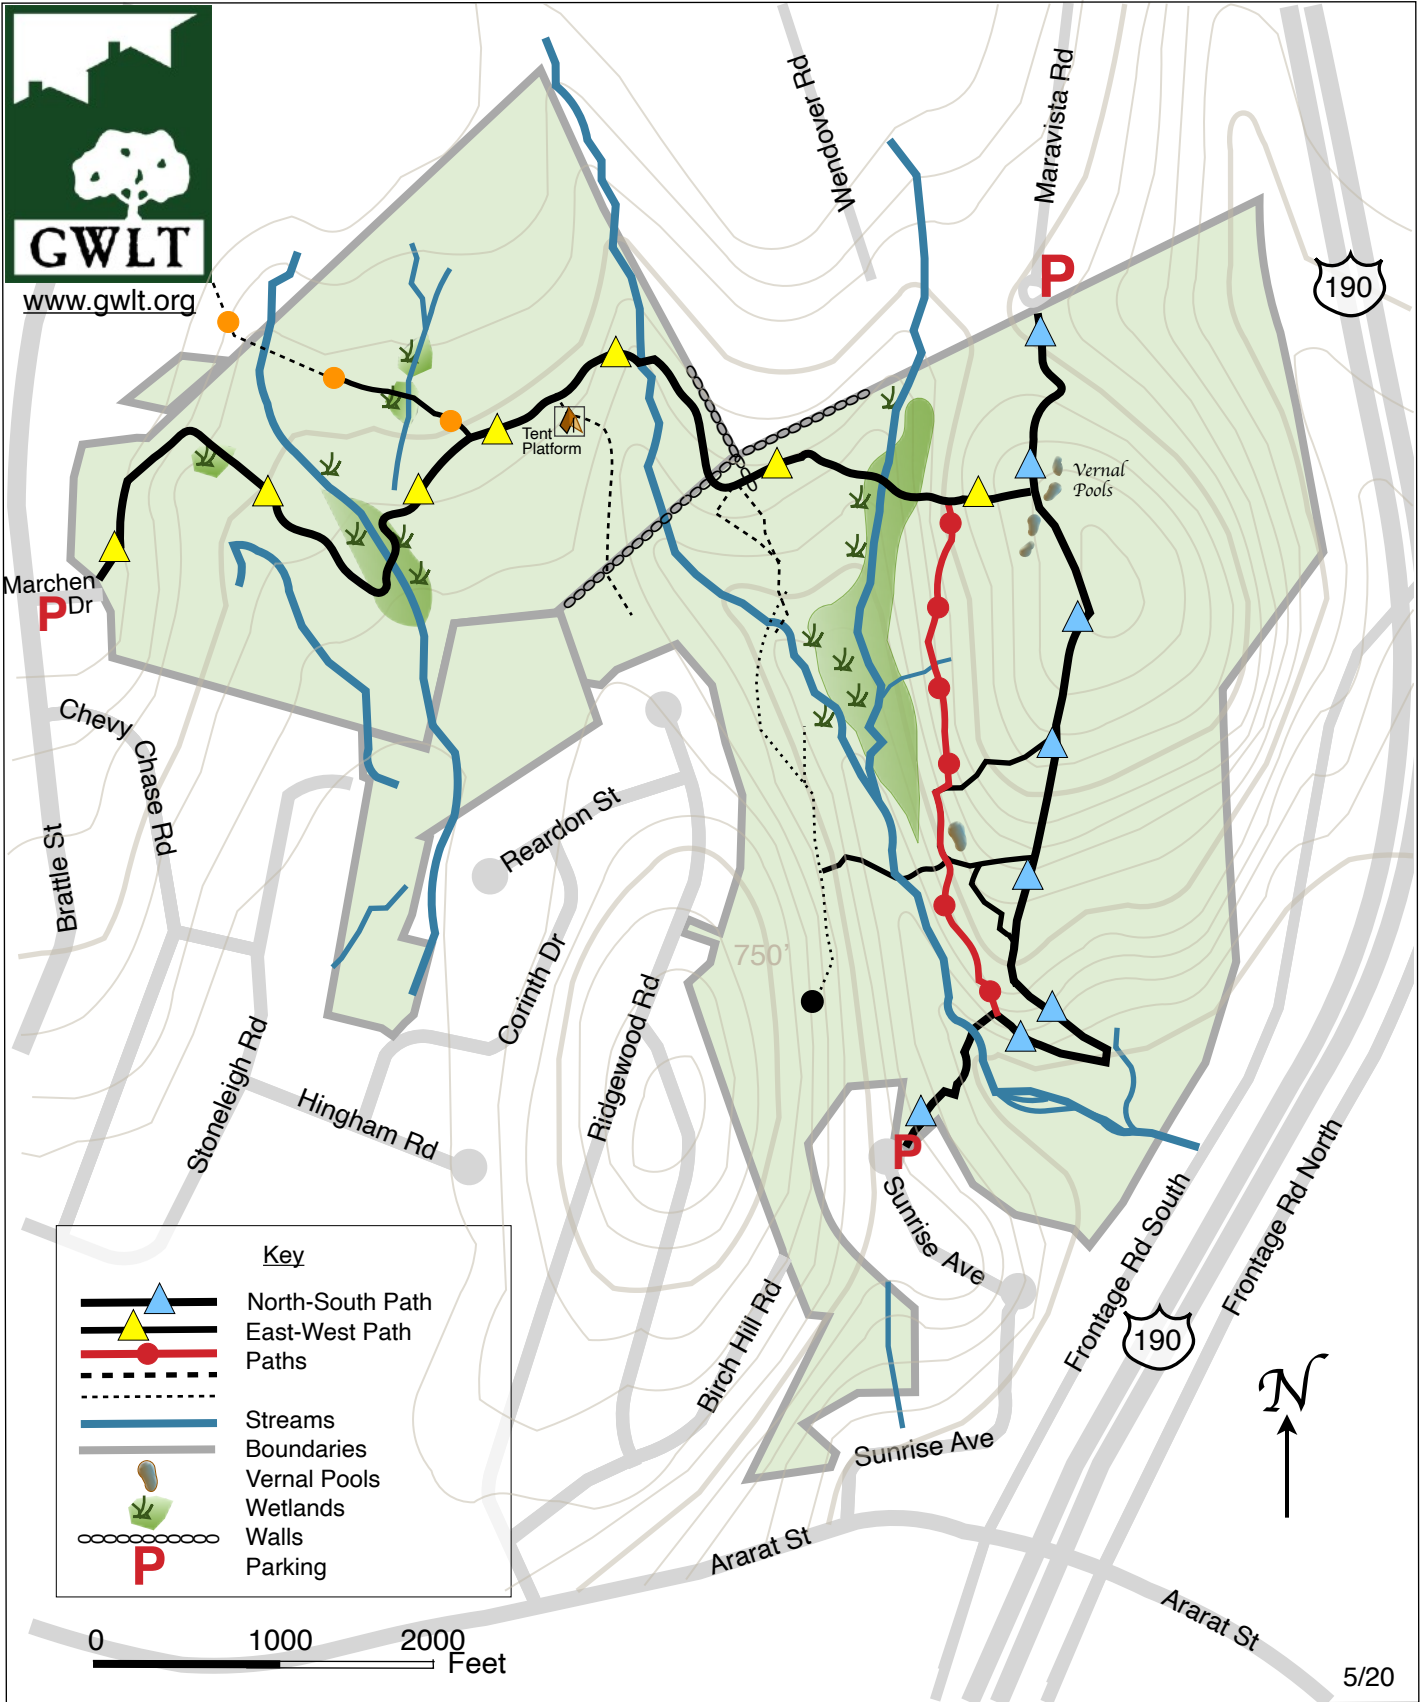 GWLT
www.gwlt.org
Wendover Rd
Maravista Rd
P
190
Tent
Platform
Vernal
Pools
Marchen
Dr
P
Chevy Chase Rd
Brattle St
Reardon St
Corinth Dr
Ridgewood Rd
750'
Stoneleigh Rd
Hingham Rd
P
Sunrise Ave
Frontage Rd South
Frontage Rd North
190
Birch Hill Rd
Sunrise Ave
Ararat St
Ararat St
N
Key
North-South Path
East-West Path
Paths
Streams
Boundaries
Vernal Pools
Wetlands
Walls
P Parking
0 1000 2000
Feet
5/20